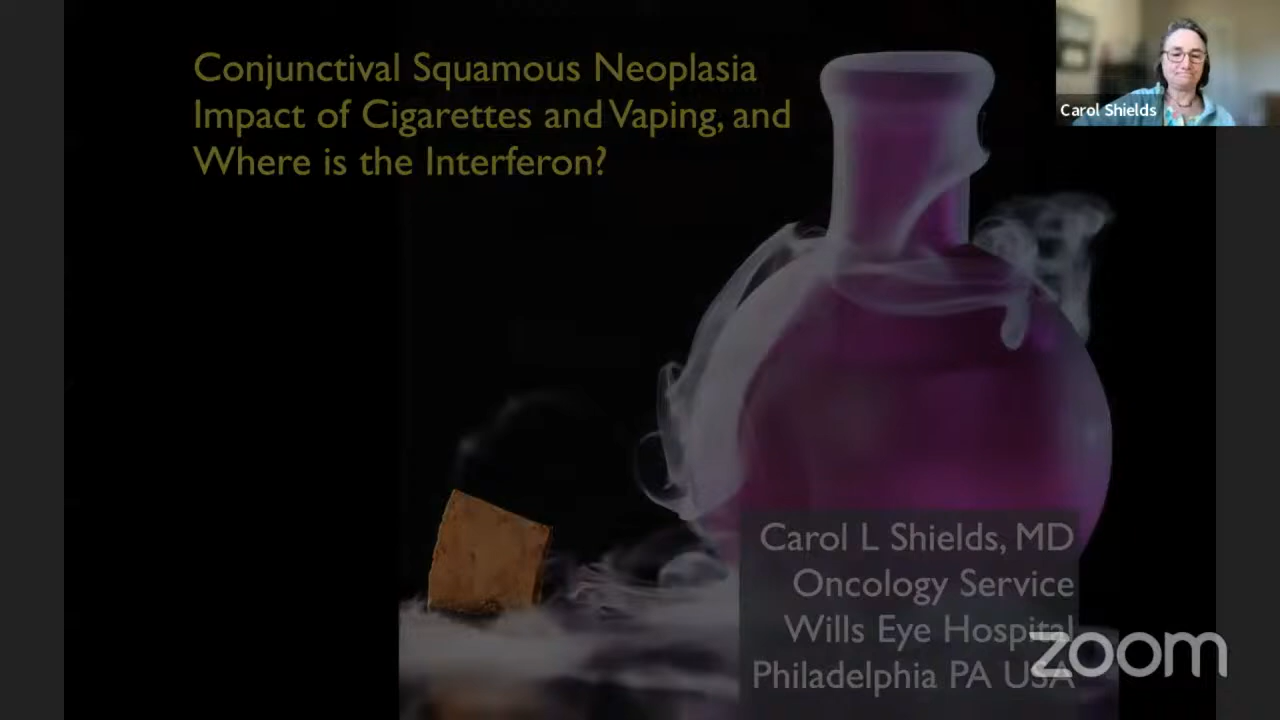 Conjunctival Squamous Neoplasia
Impact of Cigarettes and Vaping, and
Where is the Interferon?
Carol Shields
Carol L Shields, MD
Oncology Service
Wills Eye Hospital
Philadelphia PA USA
zoom